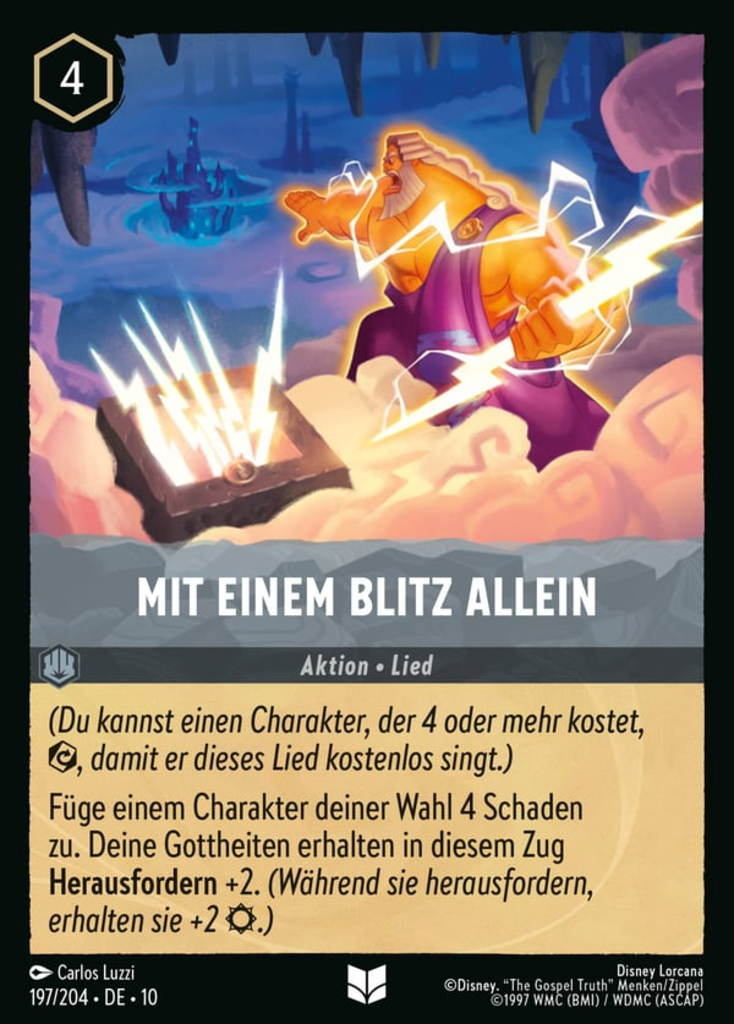 4
MIT EINEM BLITZ ALLEIN
Aktion • Lied
(Du kannst einen Charakter, der 4 oder mehr kostet,
, damit er dieses Lied kostenlos singt.)
Füge einem Charakter deiner Wahl 4 Schaden
zu. Deine Gottheiten erhalten in diesem Zug
Herausfordern +2. (Während sie herausfordern,
erhalten sie +2 .)
Carlos Luzzi
197/204 • DE • 10
Disney Lorcana
©Disney. "The Gospel Truth" Menken/Zippel
©1997 WMC (BMI) / WDMC (ASCAP)